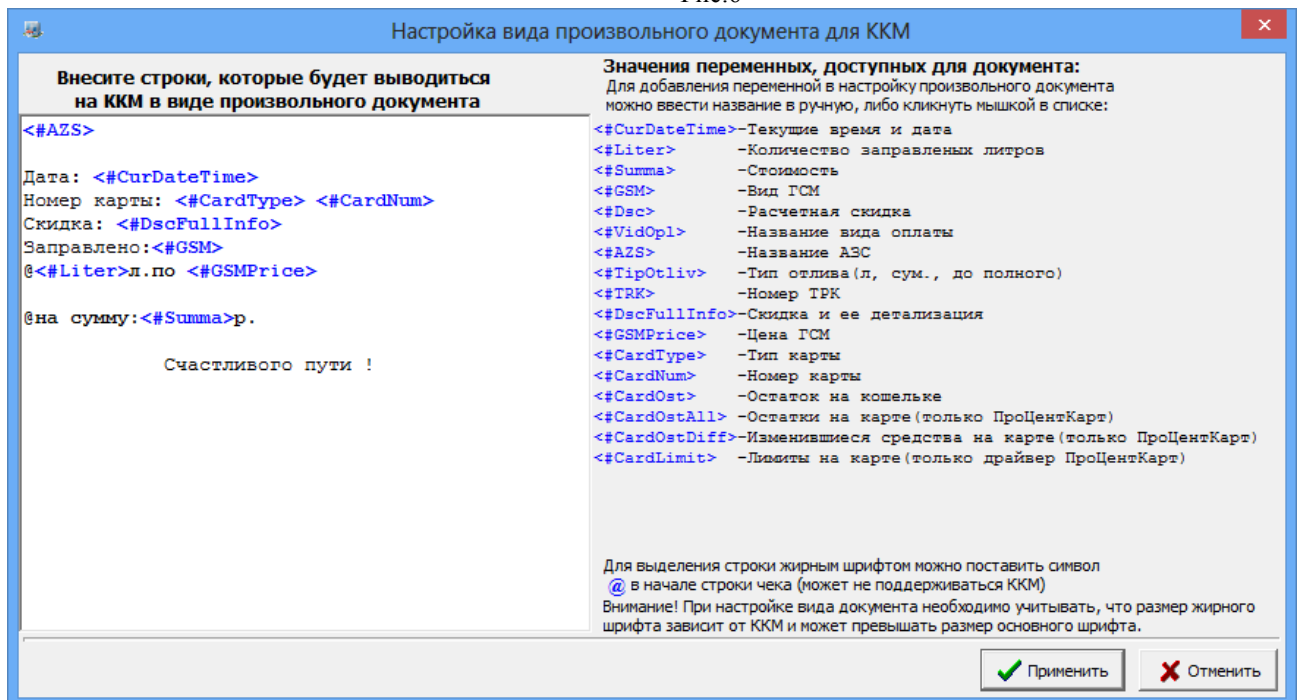 Настройка вида произвольного документа для ККМ
Внесите строки, которые будет выводиться
на ККМ в виде произвольного документа
<#AZS>
Дата: <#CurDateTime>
Номер карты: <#CardType> <#CardNum>
Скидка: <#DscFullInfo>
Заправлено:<#GSM>
@<#Liter>л.по <#GSMPrice>
@на сумму:<#Summa>р.
Счастливого пути !
Значения переменных, доступных для документа:
Для добавления переменной в настройку произвольного документа
можно ввести название в ручную, либо кликнуть мышкой в списке:
<#CurDateTime>-Текущие время и дата
<#Liter> -Количество заправленых литров
<#Summa> -Стоимость
<#GSM> -Вид ГСМ
<#Dsc> -Расчетная скидка
<#VidOpl> -Название вида оплаты
<#AZS> -Название АЗС
<#TipOtliv> -Тип отлива(л, сум., до полного)
<#TRK> -Номер ТРК
<#DscFullInfo>-Скидка и ее детализация
<#GSMPrice> -Цена ГСМ
<#CardType> -Тип карты
<#CardNum> -Номер карты
<#CardOst> -Остаток на кошельке
<#CardOstAll> -Остатки на карте(только ПроЦентКарт)
<#CardOstDiff>-Изменившиеся средства на карте(только ПроЦентКарт)
<#CardLimit> -Лимиты на карте(только драйвер ПроЦентКарт)
Для выделения строки жирным шрифтом можно поставить символ
@ в начале строки чека (может не поддерживаться ККМ)
Внимание! При настройке вида документа необходимо учитывать, что размер жирного
шрифта зависит от ККМ и может превышать размер основного шрифта.
Применить
Отменить